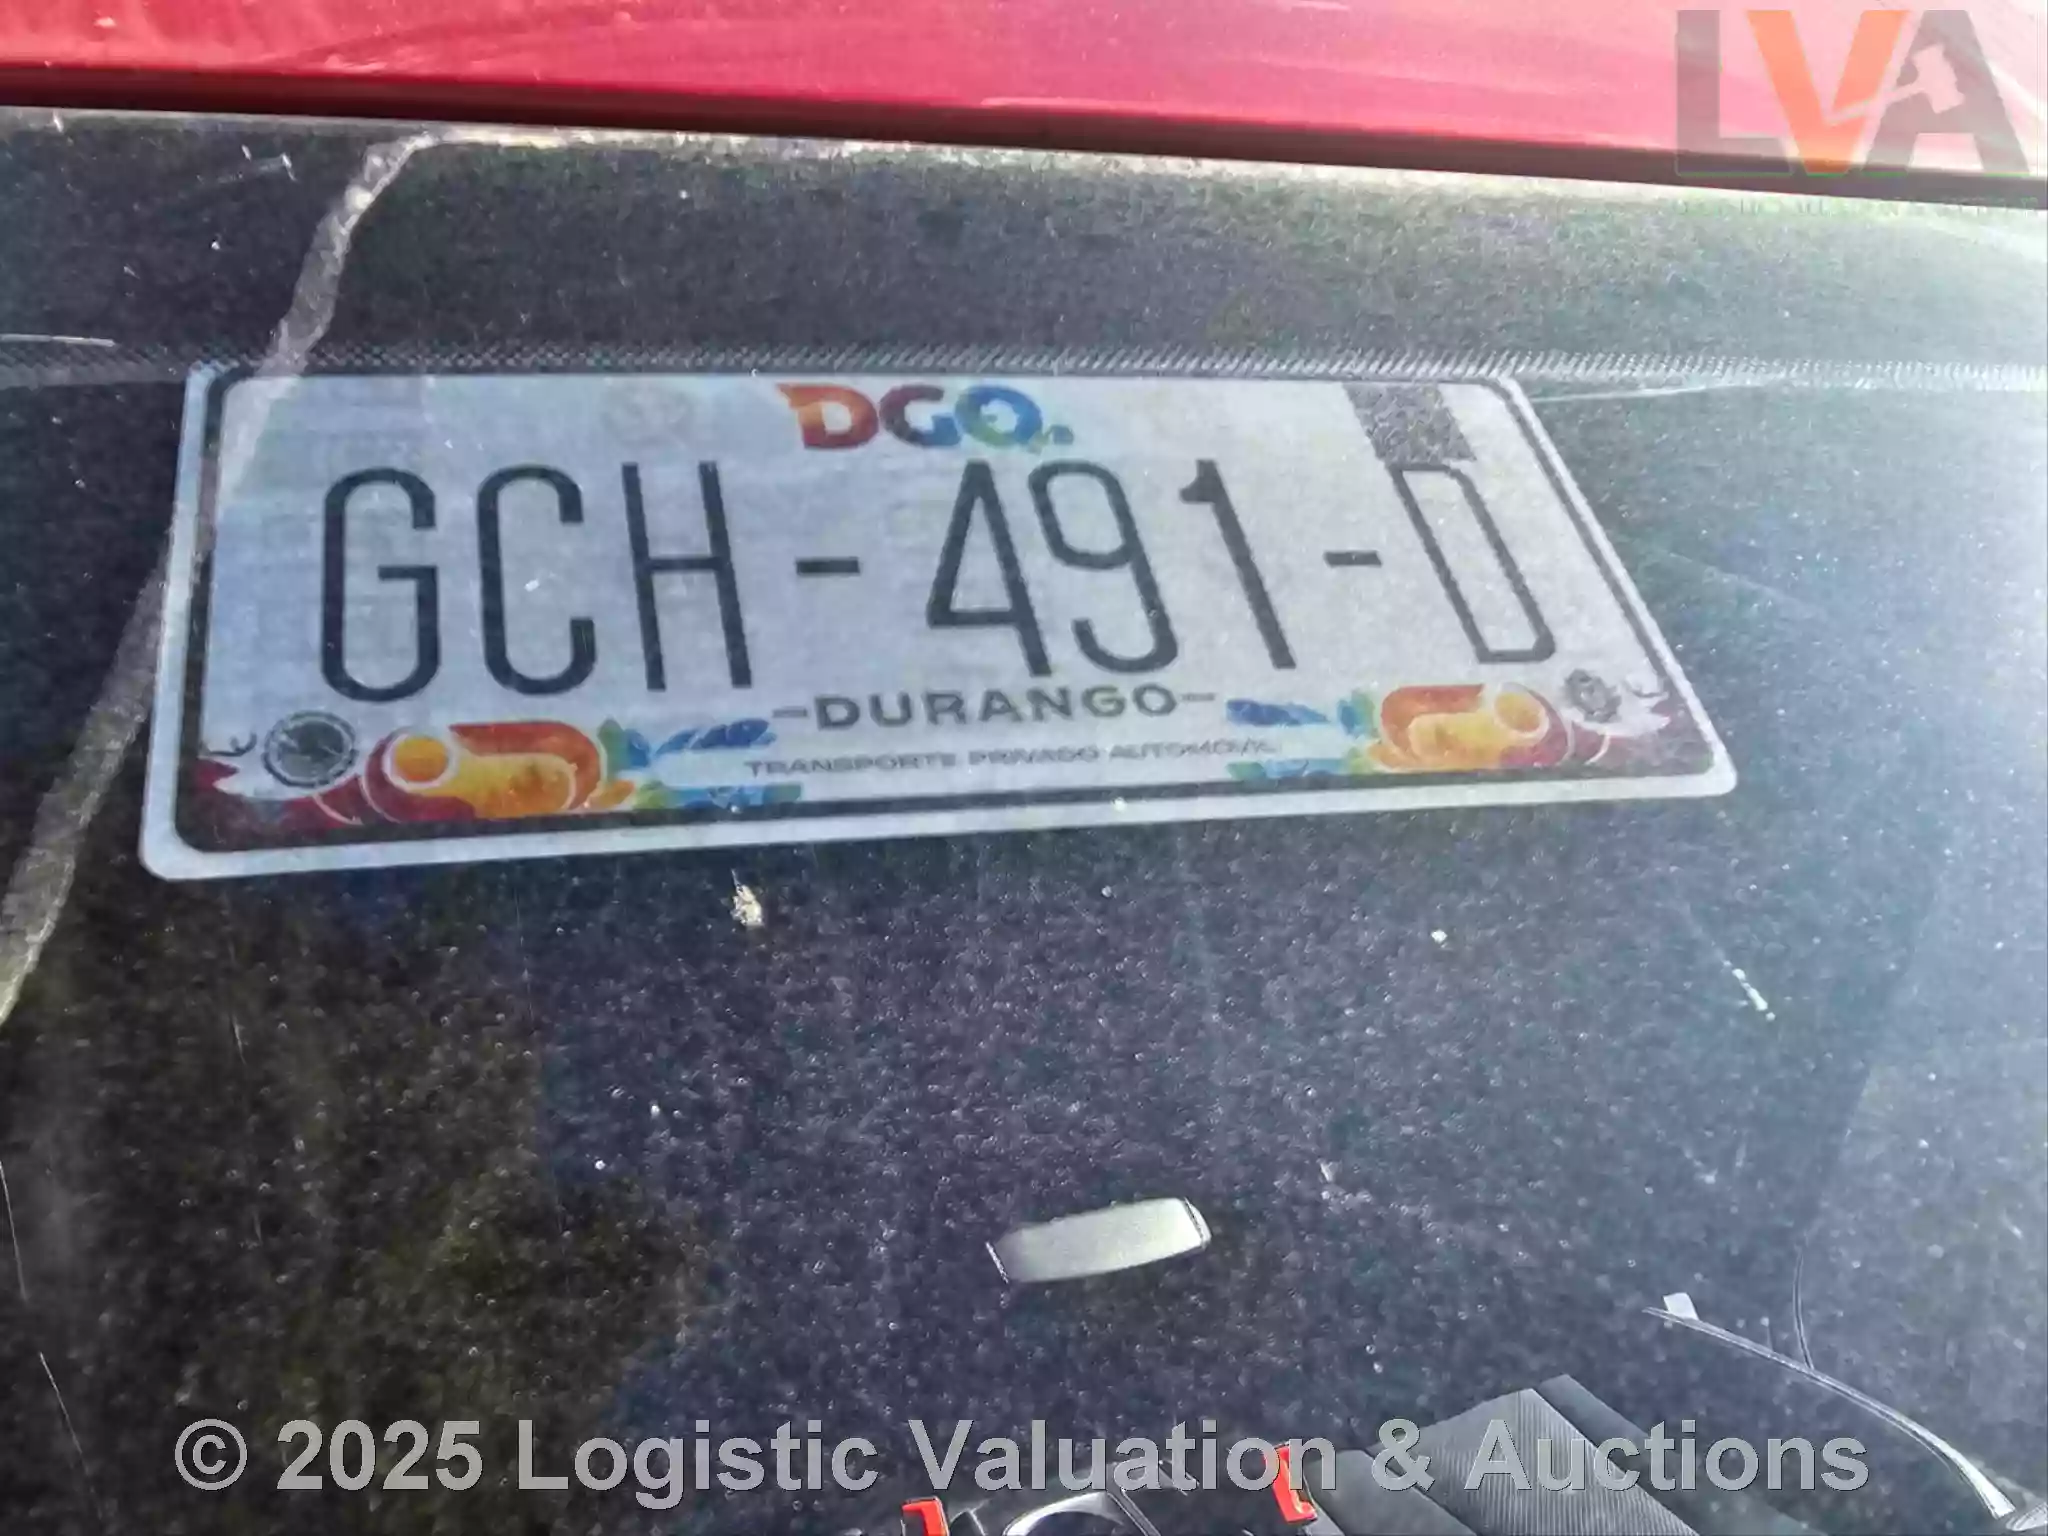 LVA
DGO
GCH-491-D
-DURANGO-
TRANSPORTE PRIVADO AUTOMOVIL
© 2025 Logistic Valuation & Auctions